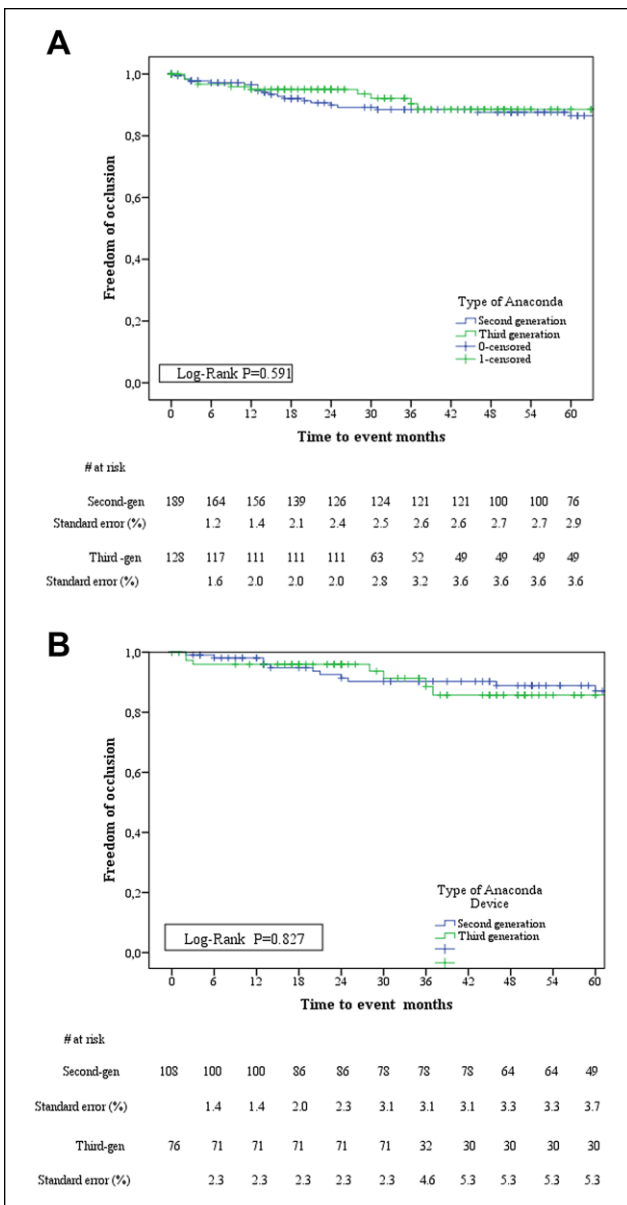 A
1,0
0,8
0,6
0,4
0,2
0,0
Freedom of occlusion
Type of Anaconda
Second generation
Third generation
0-censored
1-censored
Log-Rank P=0.591
0 6 12 18 24 30 36 42 48 54 60
Time to event months
# at risk
Second-gen 189 164 156 139 126 124 121 121 100 100 76
Standard error (%) 1.2 1.4 2.1 2.4 2.5 2.6 2.6 2.7 2.7 2.9
Third -gen 128 117 111 111 111 63 52 49 49 49 49
Standard error (%) 1.6 2.0 2.0 2.0 2.8 3.2 3.6 3.6 3.6 3.6
B
1,0
0,8
0,6
0,4
0,2
0,0
Freedom of occlusion
Type of Anaconda
Device
Second generation
Third generation
Log-Rank P=0.827
0 6 12 18 24 30 36 42 48 54 60
Time to event months
# at risk
Second-gen 108 100 100 86 86 78 78 78 64 64 49
Standard error (%) 1.4 1.4 2.0 2.3 3.1 3.1 3.1 3.3 3.3 3.7
Third-gen 76 71 71 71 71 71 32 30 30 30 30
Standard error (%) 2.3 2.3 2.3 2.3 2.3 4.6 5.3 5.3 5.3 5.3